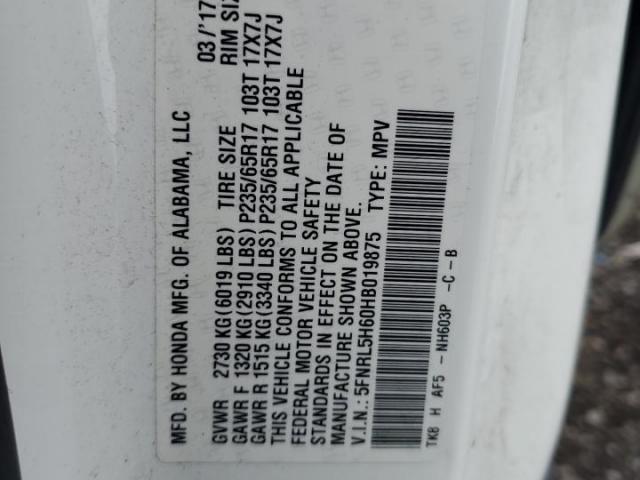 MFD. BY HONDA MFG. OF ALABAMA, LLC 03/'17
GVWR 2730 KG(6019 LBS) TIRE SIZE RIM SIZ
GAWR F 1320 KG(2910 LBS) P235/65R17 103T 17X7J
GAWR R 1515 KG(3340 LBS) P235/65R17 103T 17X7J
THIS VEHICLE CONFORMS TO ALL APPLICABLE
FEDERAL MOTOR VEHICLE SAFETY
STANDARDS IN EFFECT ON THE DATE OF
MANUFACTURE SHOWN ABOVE.
V.I.N.: 5FNRL5H60HB019875 TYPE: MPV
TK8 H AF5 - NH603P -C-B